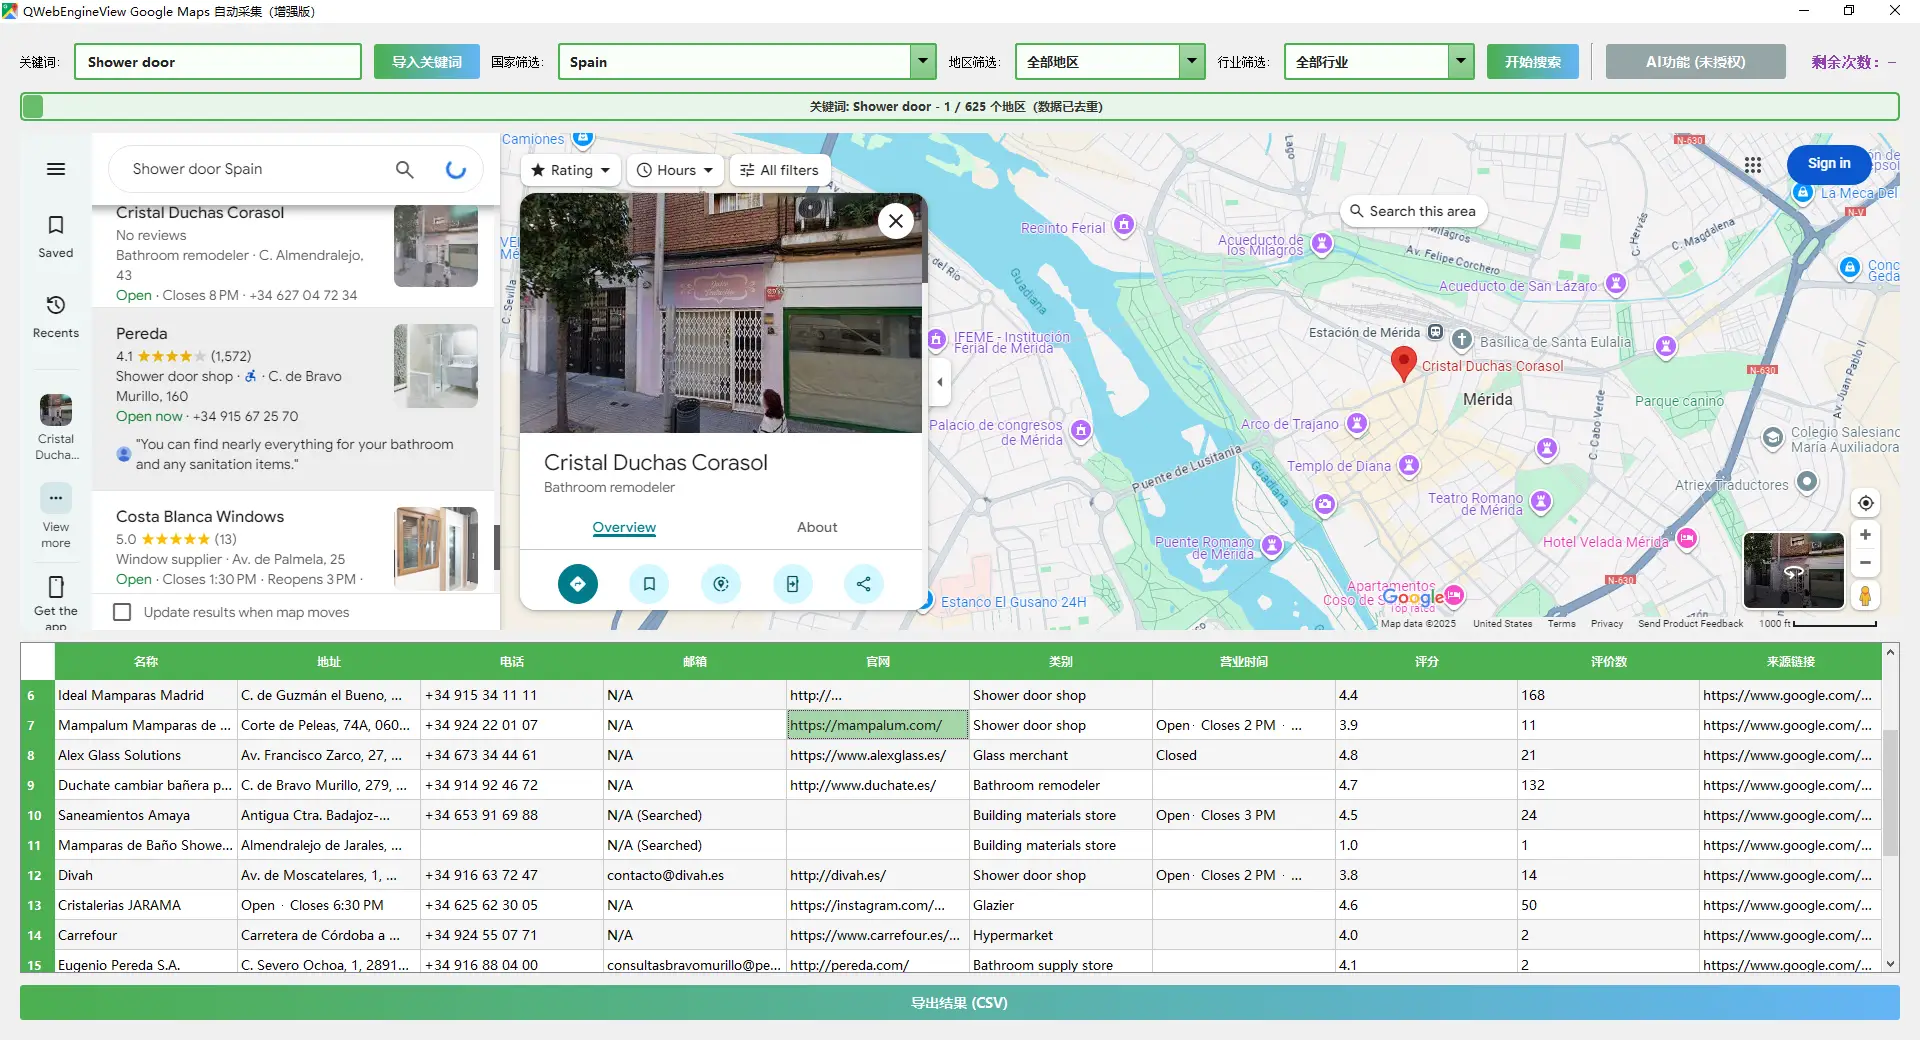 QWebEngineView Google Maps 自动采集 (增强版)
关键词: Shower door 导入关键词 国家筛选: Spain 地区筛选: 全部地区 行业筛选: 全部行业 开始搜索 AI功能 (未授权) 剩余次数: –
关键词: Shower door - 1 / 625 个地区 (数据已去重)
Shower door Spain
Saved
Recents
Cristal
Ducha...
View
more
Get the
app
Cristal Duchas Corasol
No reviews
Bathroom remodeler · C. Almendralejo,
43
Open · Closes 8 PM · +34 627 04 72 34
Pereda
4.1 (1,572)
Shower door shop · · C. de Bravo
Murillo, 160
Open now · +34 915 67 25 70
"You can find nearly everything for your bathroom
and any sanitation items."
Costa Blanca Windows
5.0 (13)
Window supplier · Av. de Palmela, 25
Open · Closes 1:30 PM · Reopens 3 PM ·
Update results when map moves
Rating
Hours
All filters
Cristal Duchas Corasol
Bathroom remodeler
Overview
About
Camiones
Lago
N-630
Sign in
La Meca Del
N-V
Search this area
Recinto Ferial
Acueducto de
los Milagros
Milagros
Av. Felipe Corchero
C. Magdalena
C. Hervás
Conc
Geda
Acueducto de San Lázaro
del Rio
C. Sevilla
Guadiana
IFEME - Institución
Ferial de Mérida
Estación de Mérida
Basílica de Santa Eulalia
Cristal Duchas Corasol
N-630
Av. Juan Pablo II
Mérida
Parque canino
C. Cabo Verde
Palacio de congresos
de Mérida
Arco de Trajano
Colegio Salesianc
María Auxiliadora
Puente de Lusitania
Guadiana
Templo de Diana
Atriex Traductores
Teatro Romano
de Mérida
Puente Romano
de Mérida
Hotel Velada Mérida
N-630
Apartamentos
Coso de S
Top rated
Google
Estanco El Gusano 24H
Map data ©2025 United States Terms Privacy Send Product Feedback 1000 ft
名称 地址 电话 邮箱 官网 类别 营业时间 评分 评价数 来源链接
6 Ideal Mamparas Madrid C. de Guzmán el Bueno, ... +34 915 34 11 11 N/A http://... Shower door shop 4.4 168 https://www.google.com/...
7 Mampalum Mamparas de ... Corte de Peleas, 74A, 060... +34 924 22 01 07 N/A https://mampalum.com/ Shower door shop Open · Closes 2 PM · ... 3.9 11 https://www.google.com/...
8 Alex Glass Solutions Av. Francisco Zarco, 27, ... +34 673 34 44 61 N/A https://www.alexglass.es/ Glass merchant Closed 4.8 21 https://www.google.com/...
9 Duchate cambiar bañera p... C. de Bravo Murillo, 279, ... +34 914 92 46 72 N/A http://www.duchate.es/ Bathroom remodeler 4.7 132 https://www.google.com/...
10 Saneamientos Amaya Antigua Ctra. Badajoz-... +34 653 91 69 88 N/A (Searched) Building materials store Open · Closes 3 PM 4.5 24 https://www.google.com/...
11 Mamparas de Baño Showe... Almendralejo de Jarales, ... N/A (Searched) Building materials store 1.0 1 https://www.google.com/...
12 Divah Av. de Moscatelares, 1, ... +34 916 63 72 47 contacto@divah.es http://divah.es/ Shower door shop Open · Closes 2 PM · ... 3.8 14 https://www.google.com/...
13 Cristalerias JARAMA Open · Closes 6:30 PM +34 625 62 30 05 N/A https://instagram.com/... Glazier 4.6 50 https://www.google.com/...
14 Carrefour Carretera de Córdoba a ... +34 924 55 07 71 N/A https://www.carrefour.es/... Hypermarket 4.0 2 https://www.google.com/...
15 Eugenio Pereda S.A. C. Severo Ochoa, 1, 2891... +34 916 88 04 00 consultasbravomurillo@pe... http://pereda.com/ Bathroom supply store 4.1 2 https://www.google.com/...
导出结果 (CSV)